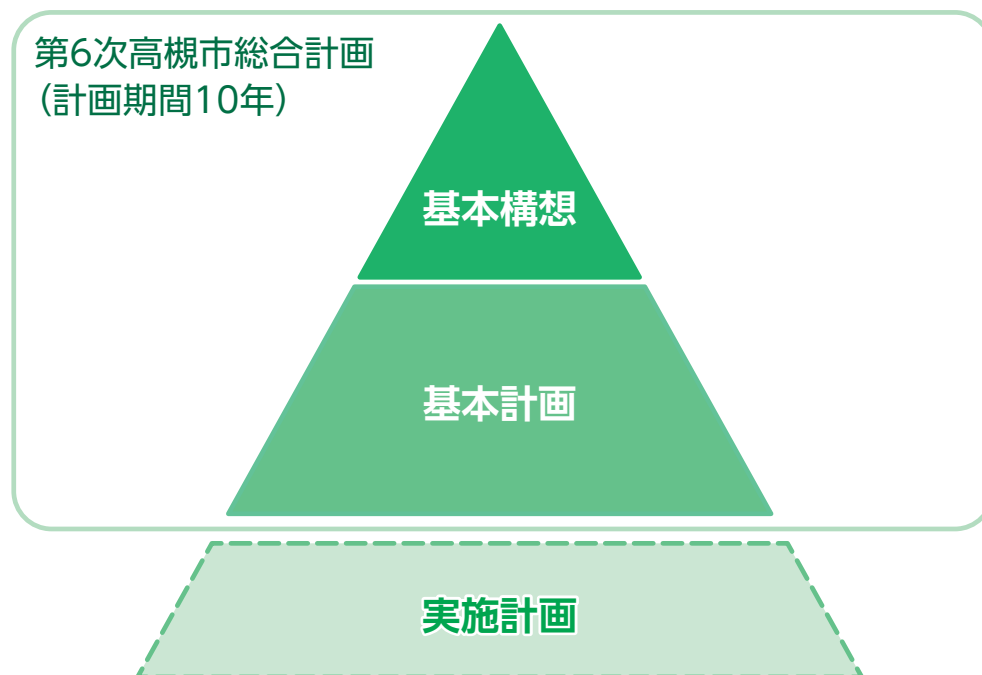 第6次高槻市総合計画
(計画期間10年)
基本構想
基本計画
実施計画